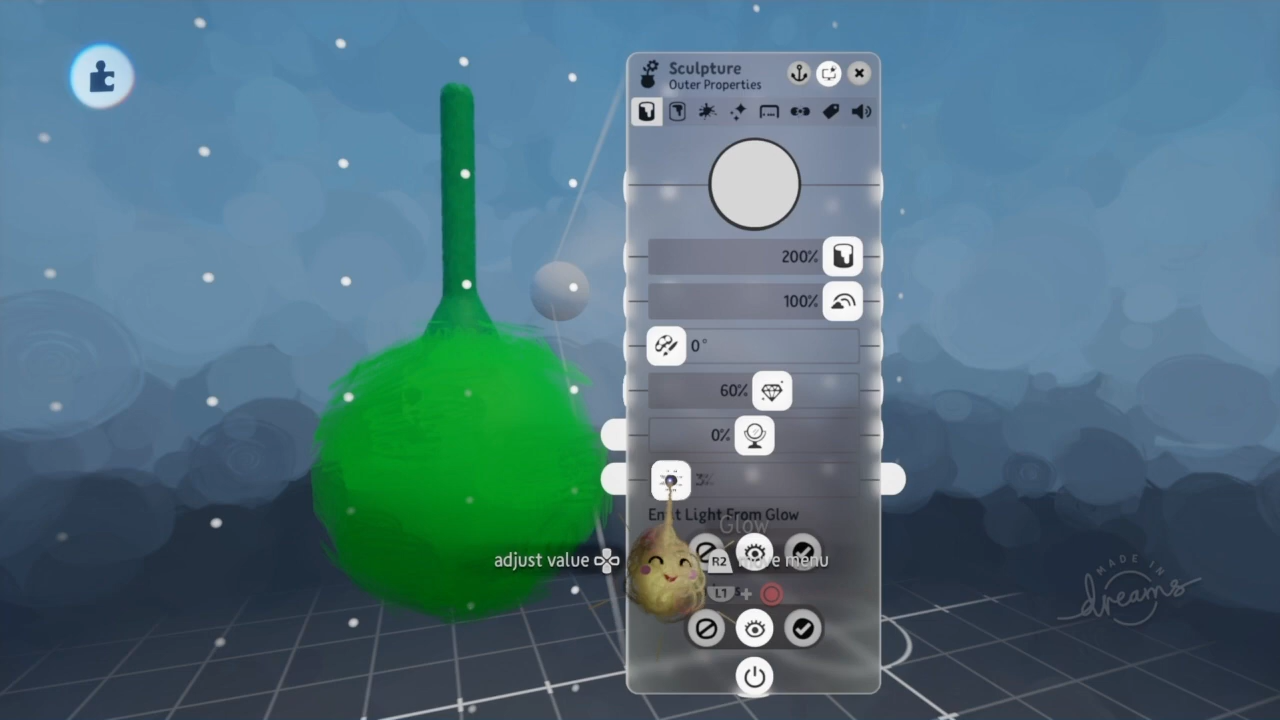 Sculpture
Outer Properties
200%
100%
0°
60%
0%
3%
Emit Light From Glow
Glow
adjust value
R2 move menu
L1 +
MADE IN
dreams